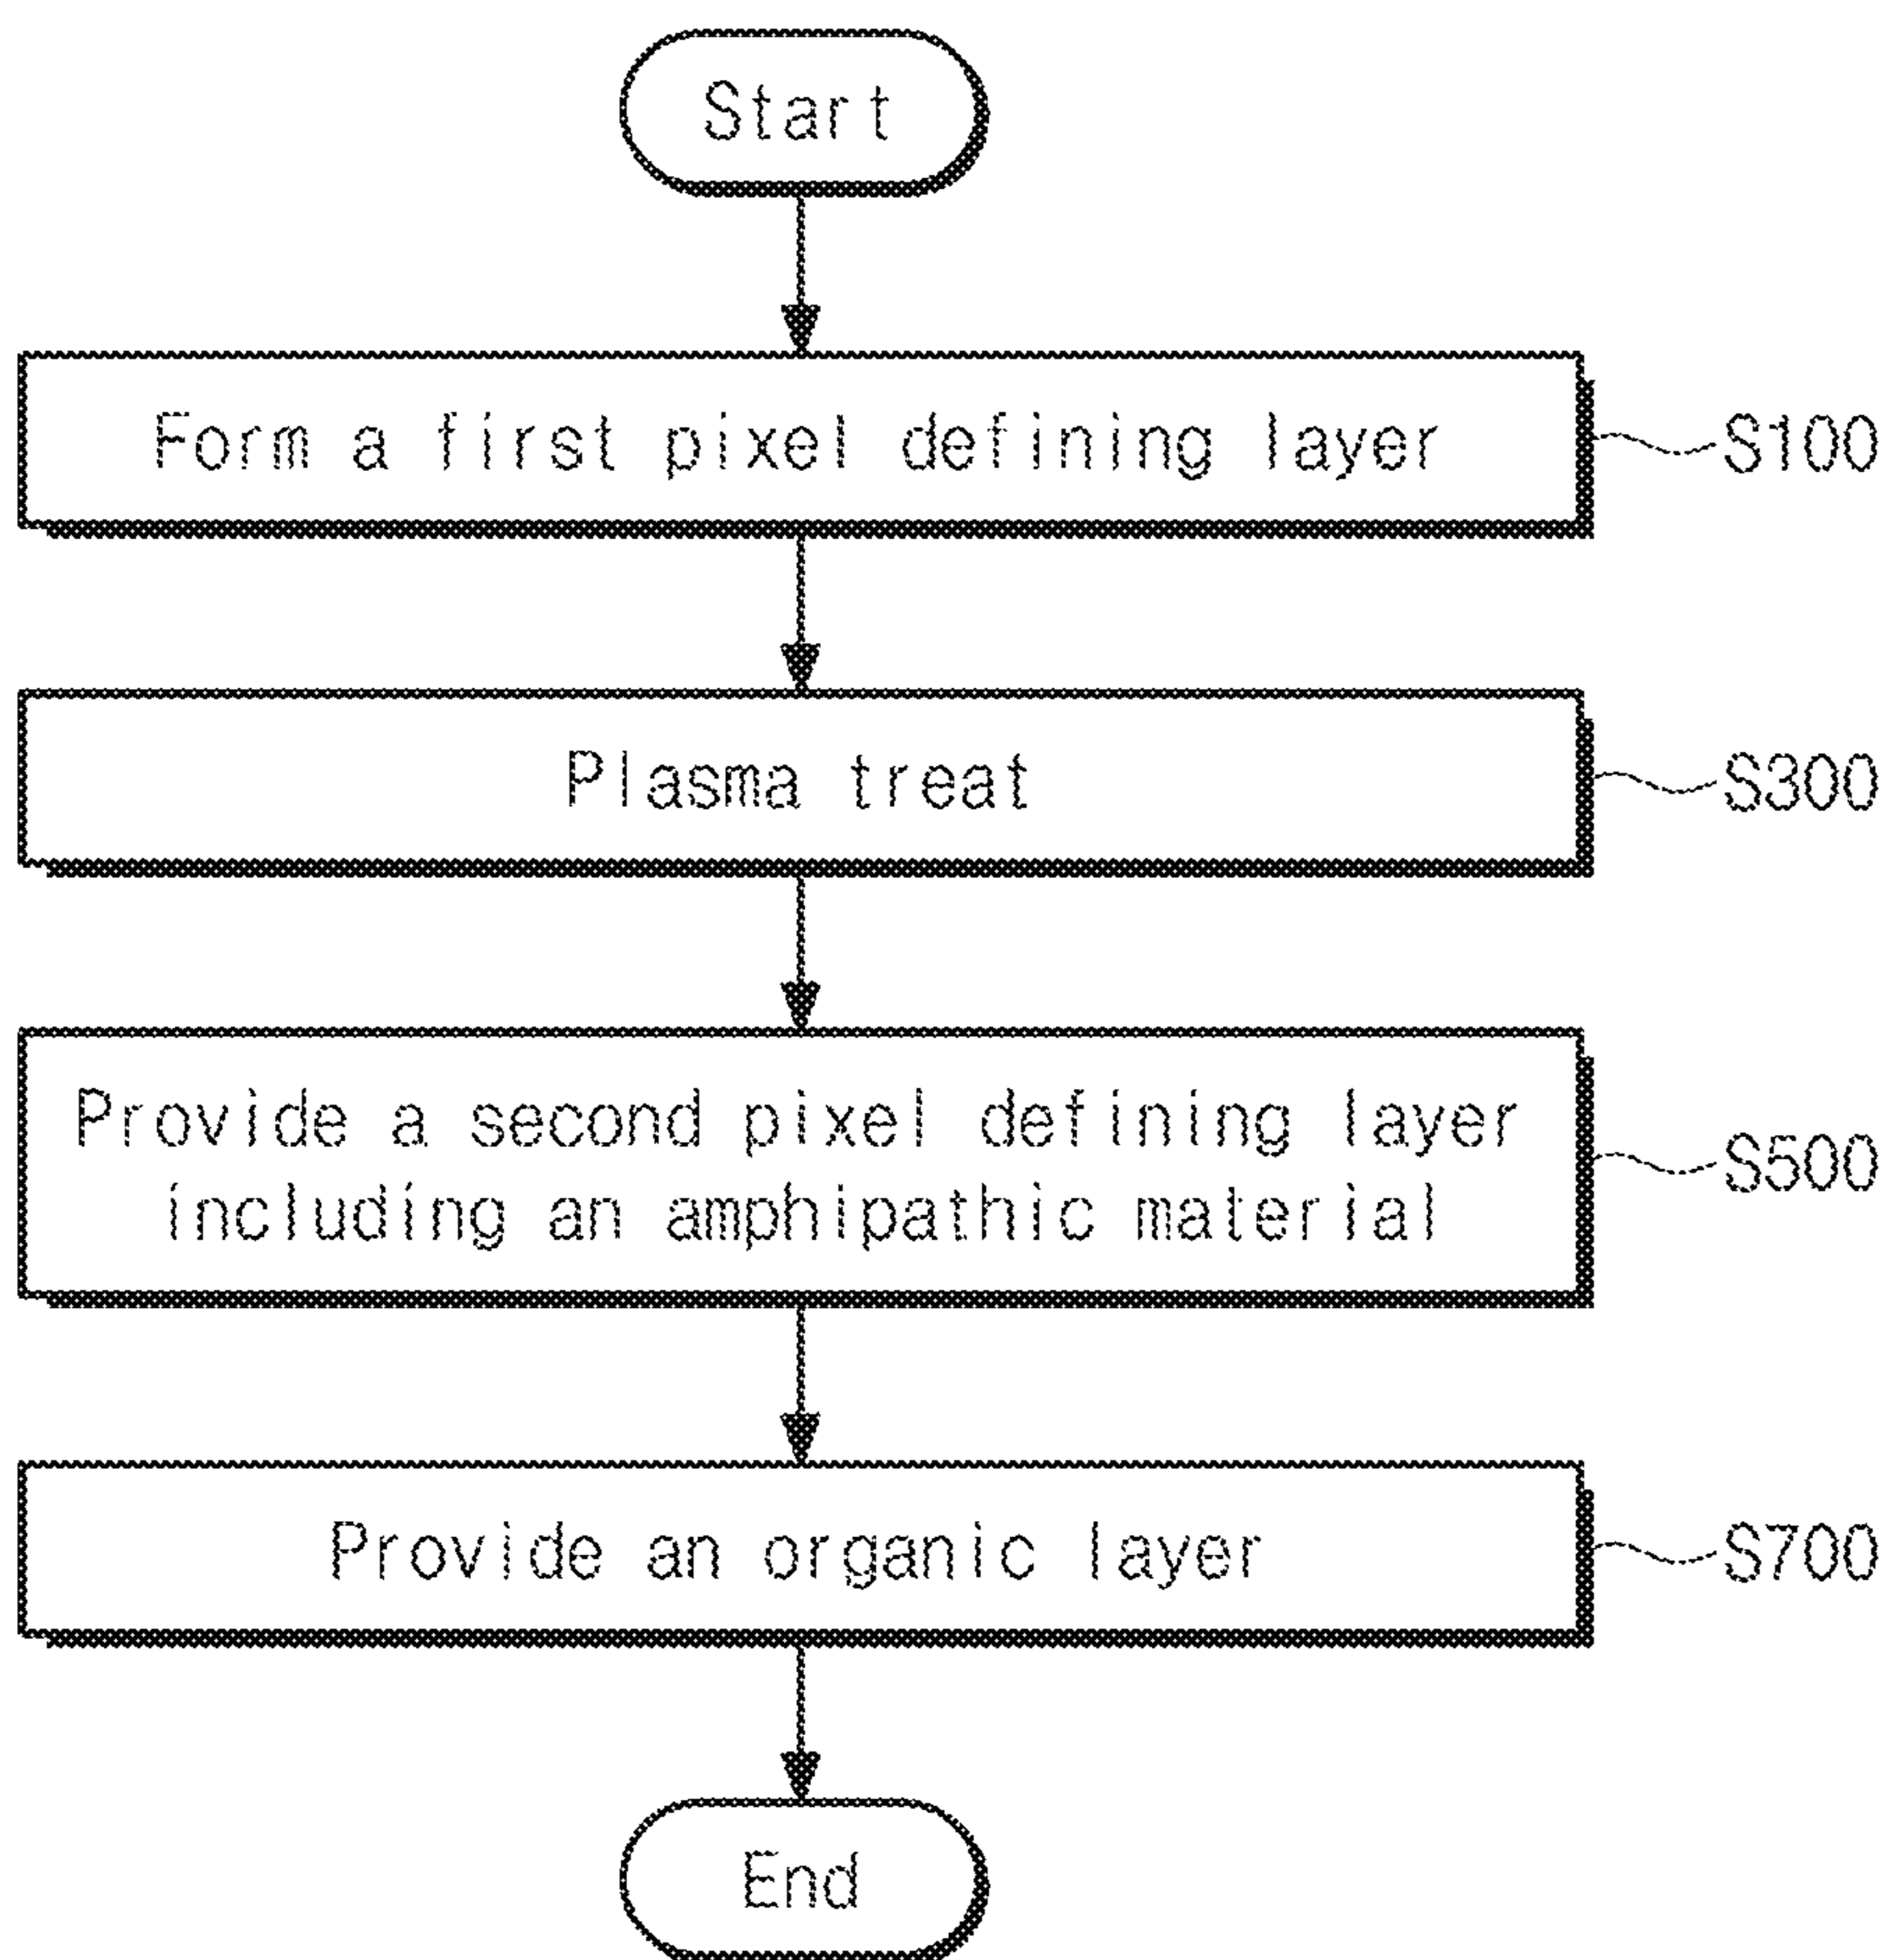 Start
Form a first pixel defining layer
S100
Plasma treat
S300
Provide a second pixel defining layer
including an amphipathic material
S500
Provide an organic layer
S700
End